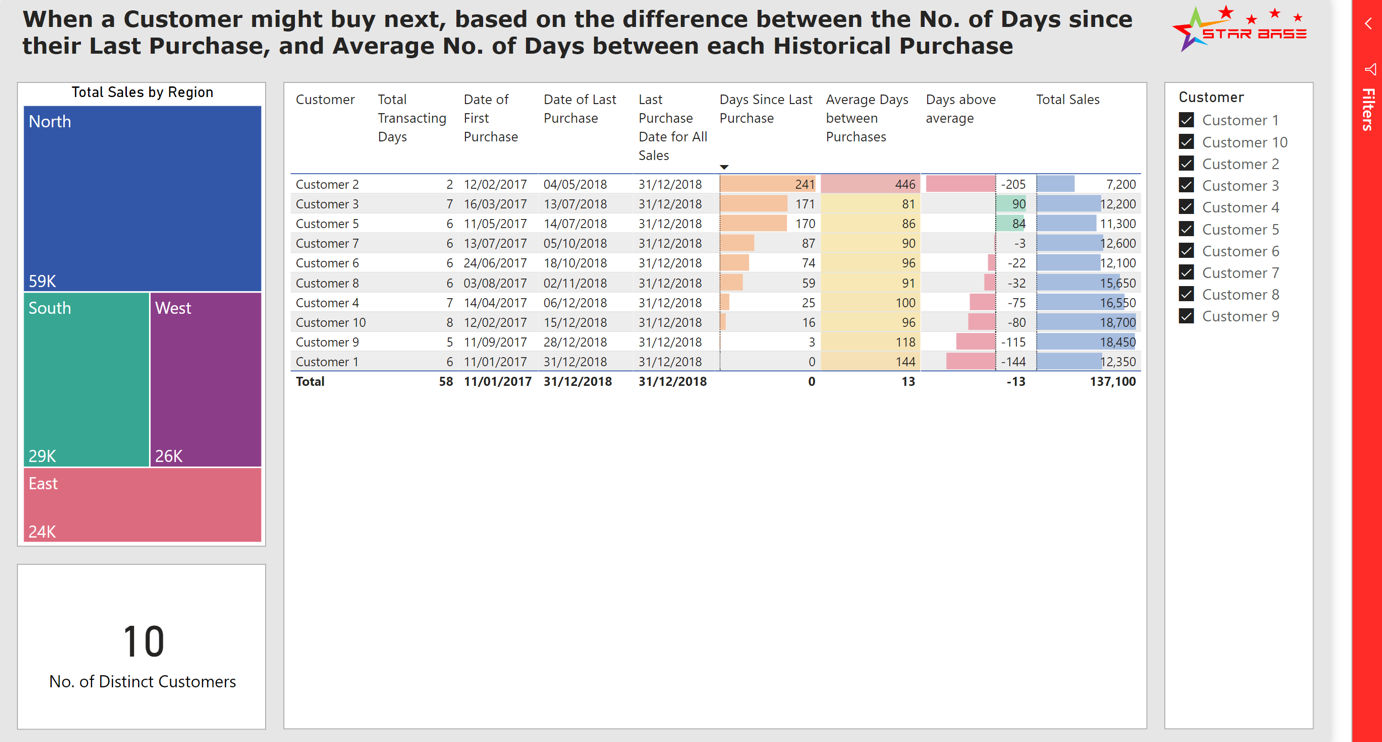 When a Customer might buy next, based on the difference between the No. of Days since
their Last Purchase, and Average No. of Days between each Historical Purchase
STAR BASE
Filters
Total Sales by Region
North
59K
South
West
29K
26K
East
24K
10
No. of Distinct Customers
Customer Total Transacting Days Date of First Purchase Date of Last Purchase Last Purchase Date for All Sales Days Since Last Purchase Average Days between Purchases Days above average Total Sales
Customer 2 2 12/02/2017 04/05/2018 31/12/2018 241 446 -205 7,200
Customer 3 7 16/03/2017 13/07/2018 31/12/2018 171 81 90 12,200
Customer 5 6 11/05/2017 14/07/2018 31/12/2018 170 86 84 11,300
Customer 7 6 13/07/2017 05/10/2018 31/12/2018 87 90 -3 12,600
Customer 6 6 24/06/2017 18/10/2018 31/12/2018 74 96 -22 12,100
Customer 8 6 03/08/2017 02/11/2018 31/12/2018 59 91 -32 15,650
Customer 4 7 14/04/2017 06/12/2018 31/12/2018 25 100 -75 16,550
Customer 10 8 12/02/2017 15/12/2018 31/12/2018 16 96 -80 18,700
Customer 9 5 11/09/2017 28/12/2018 31/12/2018 3 118 -115 18,450
Customer 1 6 11/01/2017 31/12/2018 31/12/2018 0 144 -144 12,350
Total 58 11/01/2017 31/12/2018 31/12/2018 0 13 -13 137,100
Customer
Customer 1
Customer 10
Customer 2
Customer 3
Customer 4
Customer 5
Customer 6
Customer 7
Customer 8
Customer 9